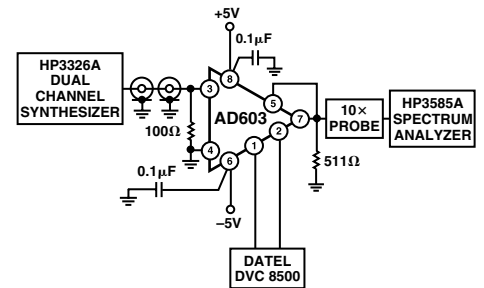 +5V
0.1µF
HP3326A
DUAL
CHANNEL
SYNTHESIZER
8
3
5
AD603
7
10×
PROBE
HP3585A
SPECTRUM
ANALYZER
100Ω
2
4
1
6
511Ω
0.1µF
–5V
DATEL
DVC 8500